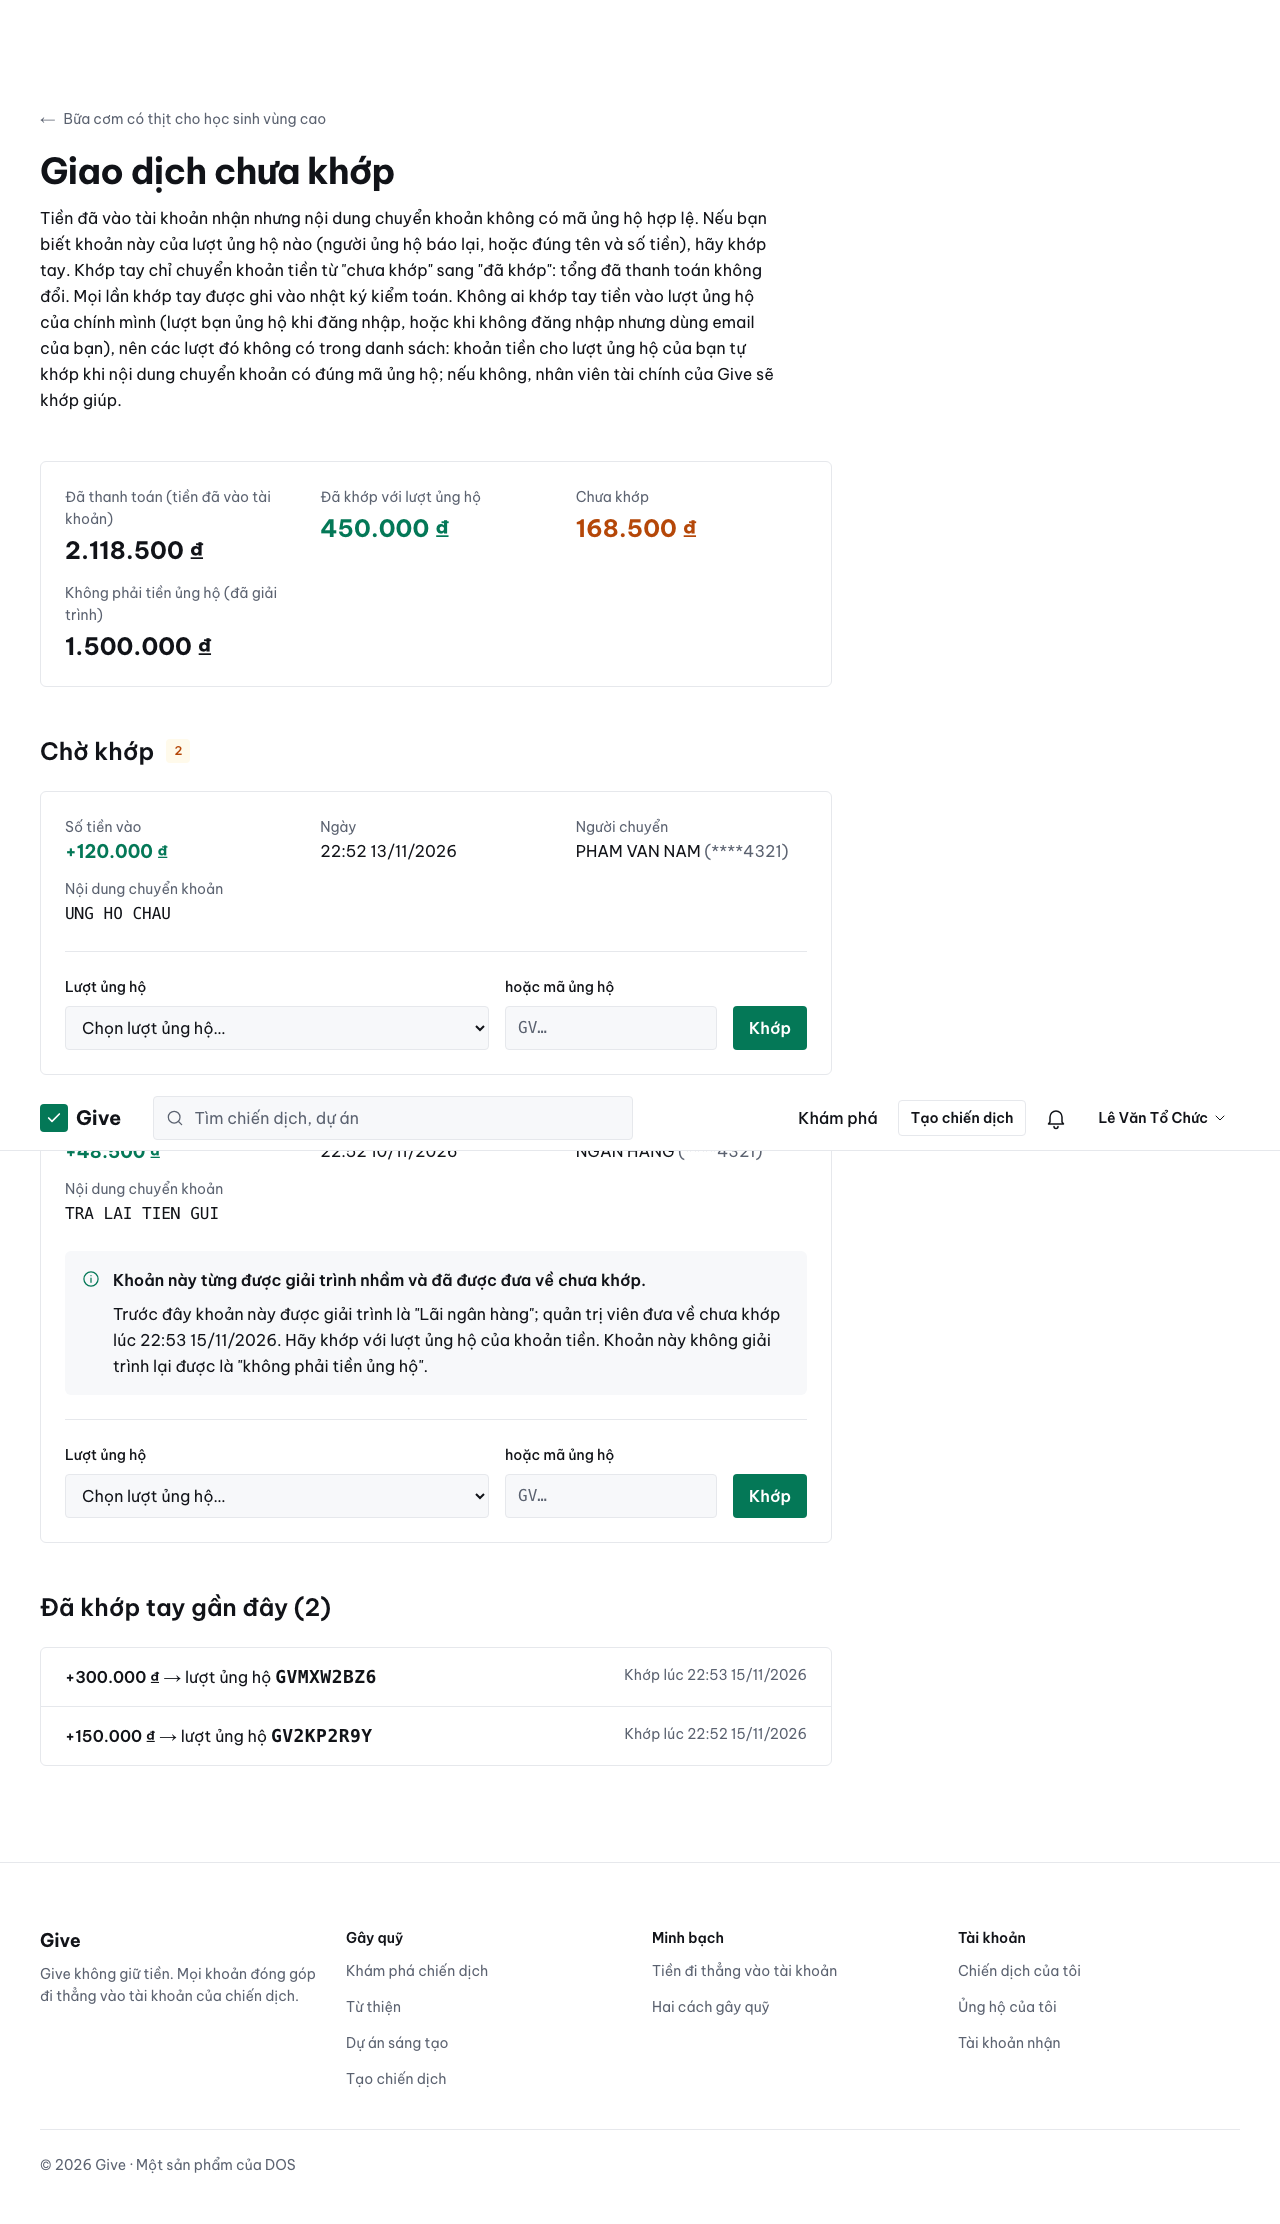 ← Bữa cơm có thịt cho học sinh vùng cao
Giao dịch chưa khớp
Tiền đã vào tài khoản nhận nhưng nội dung chuyển khoản không có mã ủng hộ hợp lệ. Nếu bạn
biết khoản này của lượt ủng hộ nào (người ủng hộ báo lại, hoặc đúng tên và số tiền), hãy khớp
tay. Khớp tay chỉ chuyển khoản tiền từ "chưa khớp" sang "đã khớp": tổng đã thanh toán không
đổi. Mọi lần khớp tay được ghi vào nhật ký kiểm toán. Không ai khớp tay tiền vào lượt ủng hộ
của chính mình (lượt bạn ủng hộ khi đăng nhập, hoặc khi không đăng nhập nhưng dùng email
của bạn), nên các lượt đó không có trong danh sách: khoản tiền cho lượt ủng hộ của bạn tự
khớp khi nội dung chuyển khoản có đúng mã ủng hộ; nếu không, nhân viên tài chính của Give sẽ
khớp giúp.
Đã thanh toán (tiền đã vào tài
khoản)
2.118.500 ₫
Đã khớp với lượt ủng hộ
450.000 ₫
Chưa khớp
168.500 ₫
Không phải tiền ủng hộ (đã giải
trình)
1.500.000 ₫
Chờ khớp 2
Số tiền vào
+120.000 ₫
Ngày
22:52 13/11/2026
Người chuyển
PHAM VAN NAM (****4321)
Nội dung chuyển khoản
UNG HO CHAU
Lượt ủng hộ
Chọn lượt ủng hộ...
hoặc mã ủng hộ
GV…
Khớp
Give
Tìm chiến dịch, dự án
Khám phá
Tạo chiến dịch
Lê Văn Tổ Chức
+48.500 ₫
22:52 10/11/2026
NGAN HANG ( 4321)
Nội dung chuyển khoản
TRA LAI TIEN GUI
Khoản này từng được giải trình nhầm và đã được đưa về chưa khớp.
Trước đây khoản này được giải trình là "Lãi ngân hàng"; quản trị viên đưa về chưa khớp
lúc 22:53 15/11/2026. Hãy khớp với lượt ủng hộ của khoản tiền. Khoản này không giải
trình lại được là "không phải tiền ủng hộ".
Lượt ủng hộ
Chọn lượt ủng hộ...
hoặc mã ủng hộ
GV…
Khớp
Đã khớp tay gần đây (2)
+300.000 ₫ → lượt ủng hộ GVMXW2BZ6
Khớp lúc 22:53 15/11/2026
+150.000 ₫ → lượt ủng hộ GV2KP2R9Y
Khớp lúc 22:52 15/11/2026
Give
Give không giữ tiền. Mọi khoản đóng góp
đi thẳng vào tài khoản của chiến dịch.
Gây quỹ
Khám phá chiến dịch
Từ thiện
Dự án sáng tạo
Tạo chiến dịch
Minh bạch
Tiền đi thẳng vào tài khoản
Hai cách gây quỹ
Tài khoản
Chiến dịch của tôi
Ủng hộ của tôi
Tài khoản nhận
© 2026 Give · Một sản phẩm của DOS